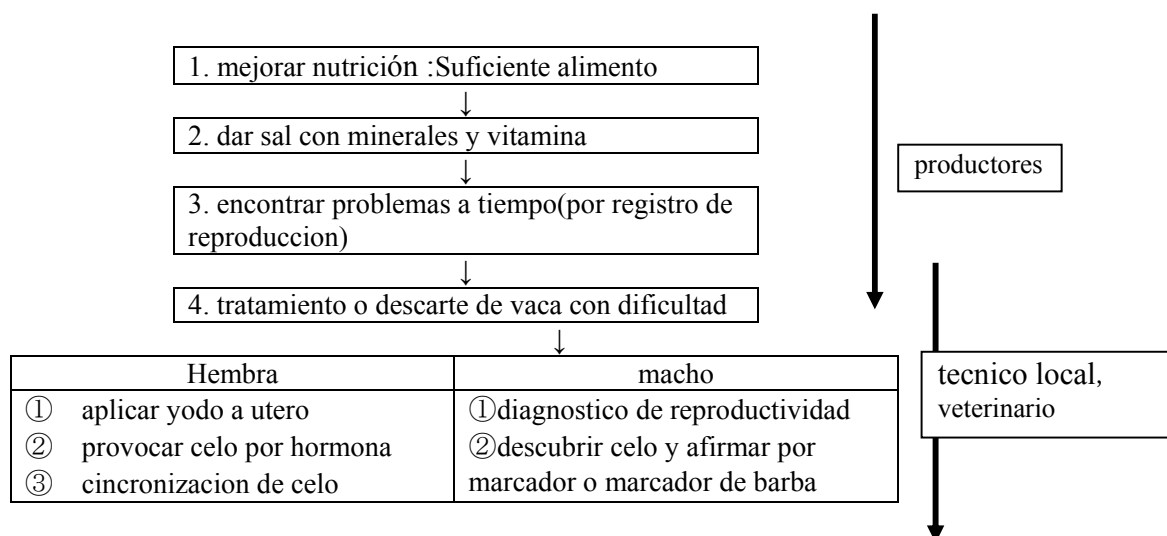 1. mejorar nutrición :Suficiente alimento
↓
2. dar sal con minerales y vitamina
↓
3. encontrar problemas a tiempo(por registro de
reproduccion)
↓
4. tratamiento o descarte de vaca con dificultad
↓
productores
Hembra
① aplicar yodo a utero
② provocar celo por hormona
③ cincronizacion de celo
macho
①diagnostico de reproductividad
②descubrir celo y afirmar por
marcador o marcador de barba
tecnico local,
veterinario